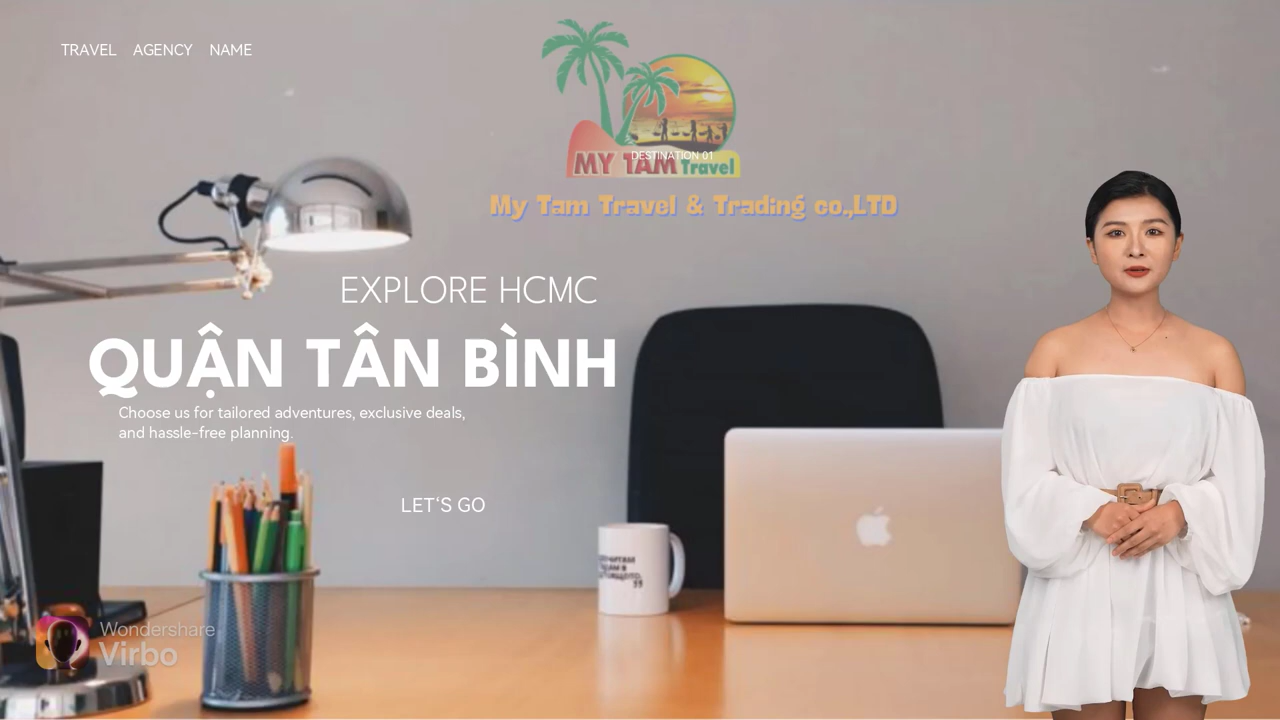 TRAVEL AGENCY NAME
DESTINATION 01
MY TAM Travel
My Tam Travel & Trading co.,LTD
EXPLORE HCMC
QUẬN TÂN BÌNH
Choose us for tailored adventures, exclusive deals,
and hassle-free planning.
LET‘S GO
Wondershare
Virbo